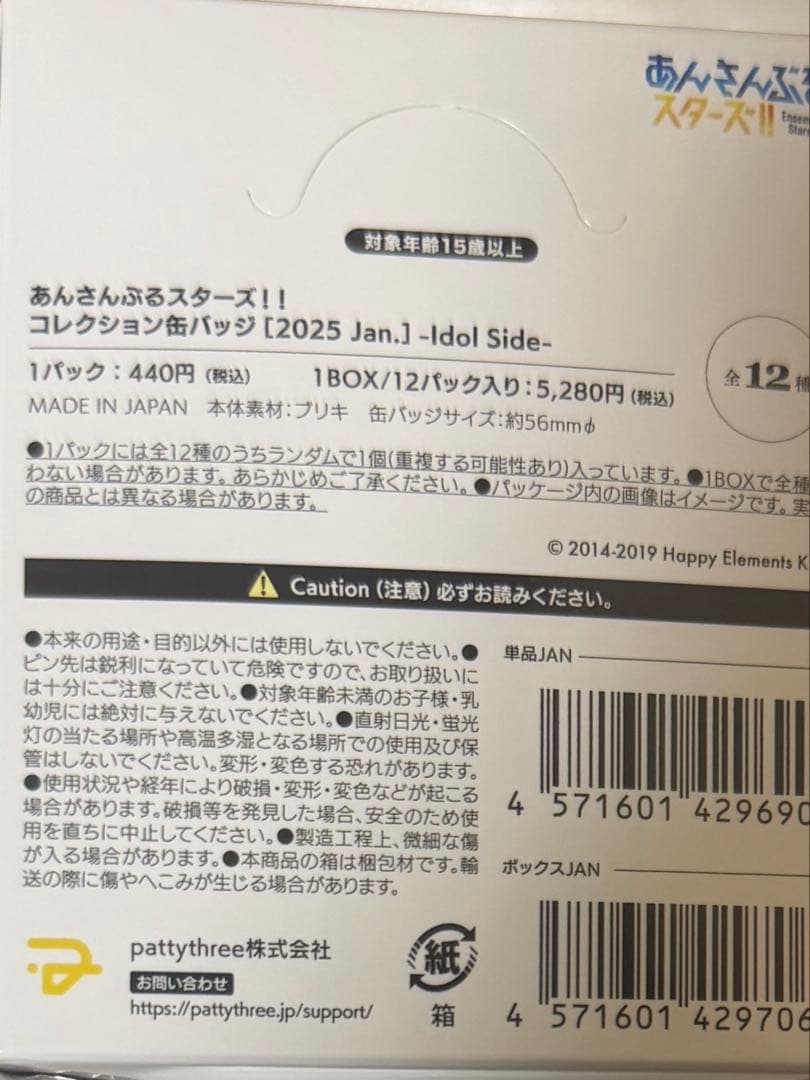 あんさんぶる
スターズ!!
対象年齢15歳以上
あんさんぶるスターズ！！
コレクション缶バッジ [2025 Jan.] -Idol Side-
1パック：440円（税込） 1BOX/12パック入り：5,280円（税込）
全12種
MADE IN JAPAN 本体素材：ブリキ 缶バッジサイズ：約56mmφ
●1パックには全12種のうちランダムで1個(重複する可能性あり)入っています。●1BOXで全種
わない場合があります。あらかじめご了承ください。●パッケージ内の画像はイメージです。実
の商品とは異なる場合があります。
© 2014-2019 Happy Elements K
Caution（注意）必ずお読みください。
●本来の用途・目的以外には使用しないでください。●
ピン先は鋭利になっていて危険ですので、お取り扱いに
は十分にご注意ください。●対象年齢未満のお子様・乳
幼児には絶対に与えないでください。●直射日光・蛍光
灯の当たる場所や高温多湿となる場所での使用及び保
管はしないでください。変形・変色する恐れがあります。
●使用状況や経年により破損・変形・変色などが起こる
場合があります。破損等を発見した場合、安全のため使
用を直ちに中止してください。●製造工程上、微細な傷
が入る場合があります。●本商品の箱は梱包材です。輸
送の際に傷やへこみが生じる場合があります。
単品JAN
4 571601 429690
ボックスJAN
4 571601 429706
pattythree株式会社
お問い合わせ
https://pattythree.jp/support/
紙
箱